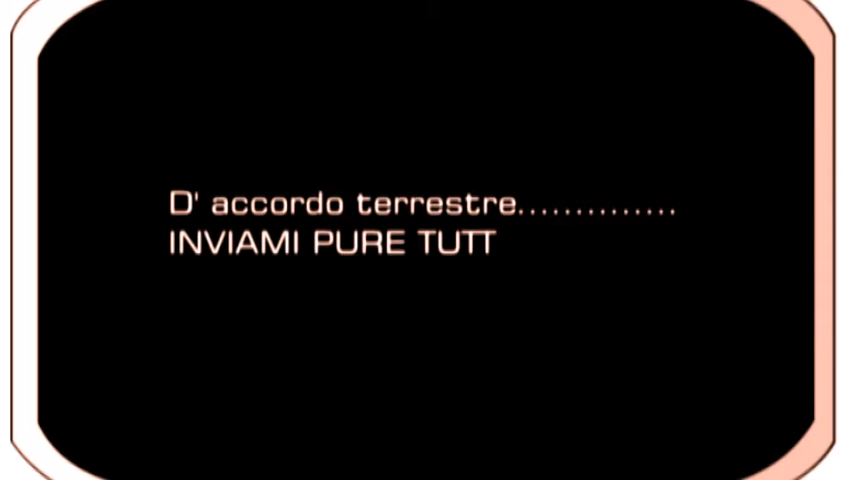 D' accordo terrestre..............
INVIAMI PURE TUTT